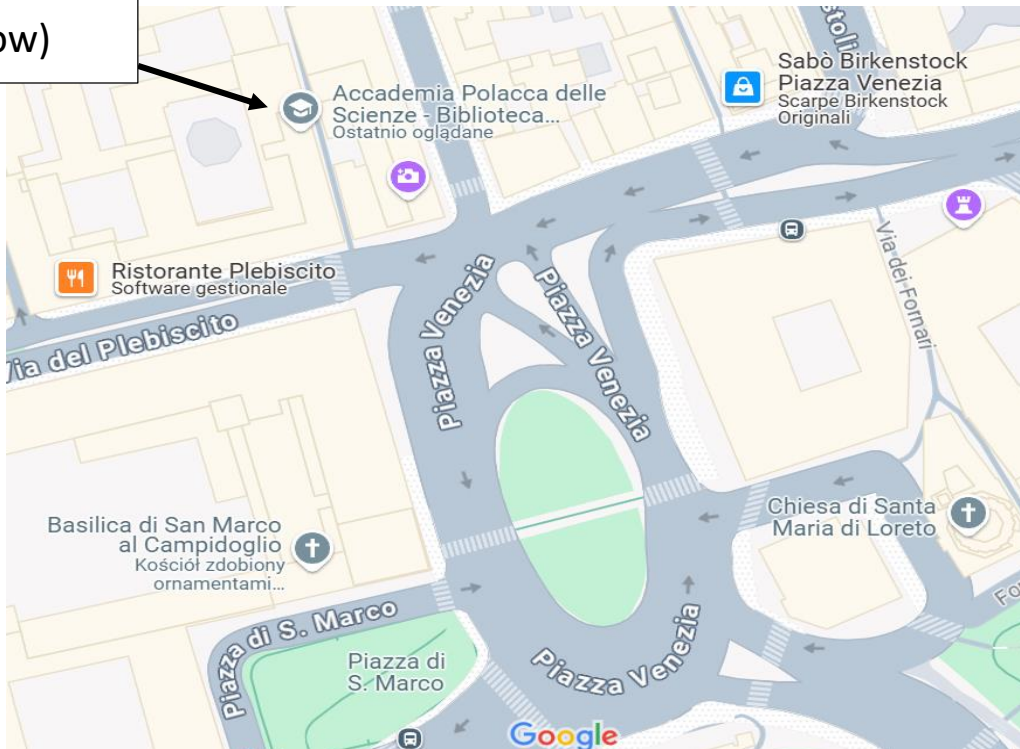 ow)
Accademia Polacca delle
Scienze - Biblioteca...
Ostatnio oglądane
stoli
Sabò Birkenstock
Piazza Venezia
Scarpe Birkenstock
Originali
Ristorante Plebiscito
Software gestionale
Via del Plebiscito
Piazza Venezia
Piazza Venezia
Via dei Fornari
Basilica di San Marco
al Campidoglio
Kościół zdobiony
ornamentami...
Chiesa di Santa
Maria di Loreto
Fo
Piazza di S. Marco
Piazza di
S. Marco
Piazza Venezia
Google